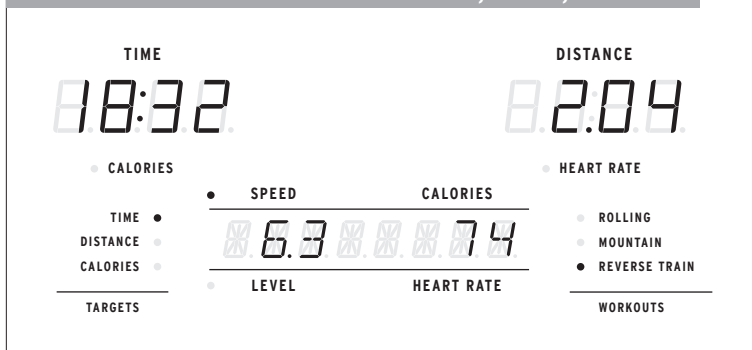 TIME
DISTANCE
18:32
2.04
CALORIES
HEART RATE
SPEED CALORIES
6.3 74
LEVEL HEART RATE
TIME
DISTANCE
CALORIES
TARGETS
ROLLING
MOUNTAIN
REVERSE TRAIN
WORKOUTS